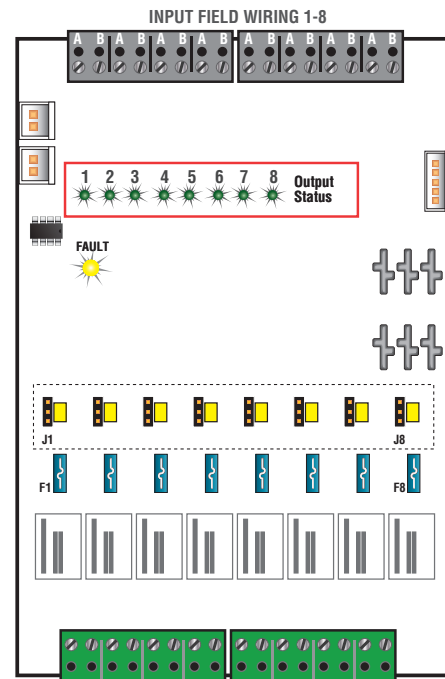 INPUT FIELD WIRING 1-8
A B A B A B A B A B A B A B A B
1 2 3 4 5 6 7 8 Output
Status
FAULT
J1 J8
F1 F8